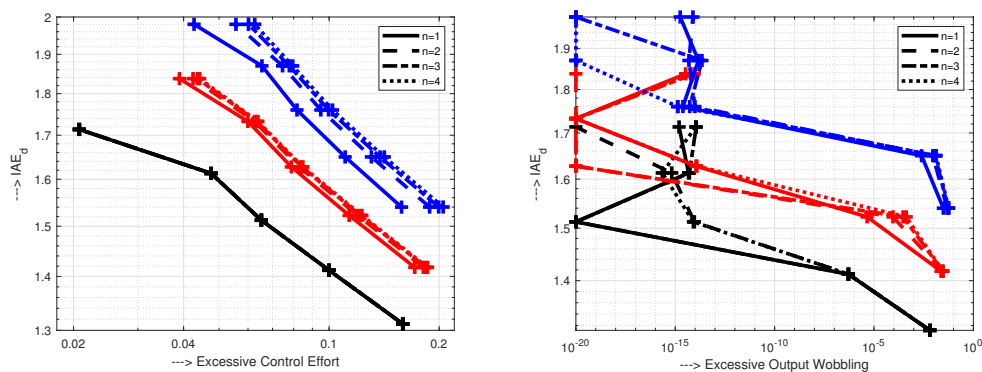 2
1.9
1.8
1.7
1.6
1.5
1.4
1.3
---> IAE_d
0.02
0.04
0.1
0.2
---> Excessive Control Effort
n=1
n=2
n=3
n=4
1.9
1.8
1.7
1.6
1.5
1.4
---> IAE_d
10^-20
10^-15
10^-10
10^-5
10^0
---> Excessive Output Wobbling
n=1
n=2
n=3
n=4